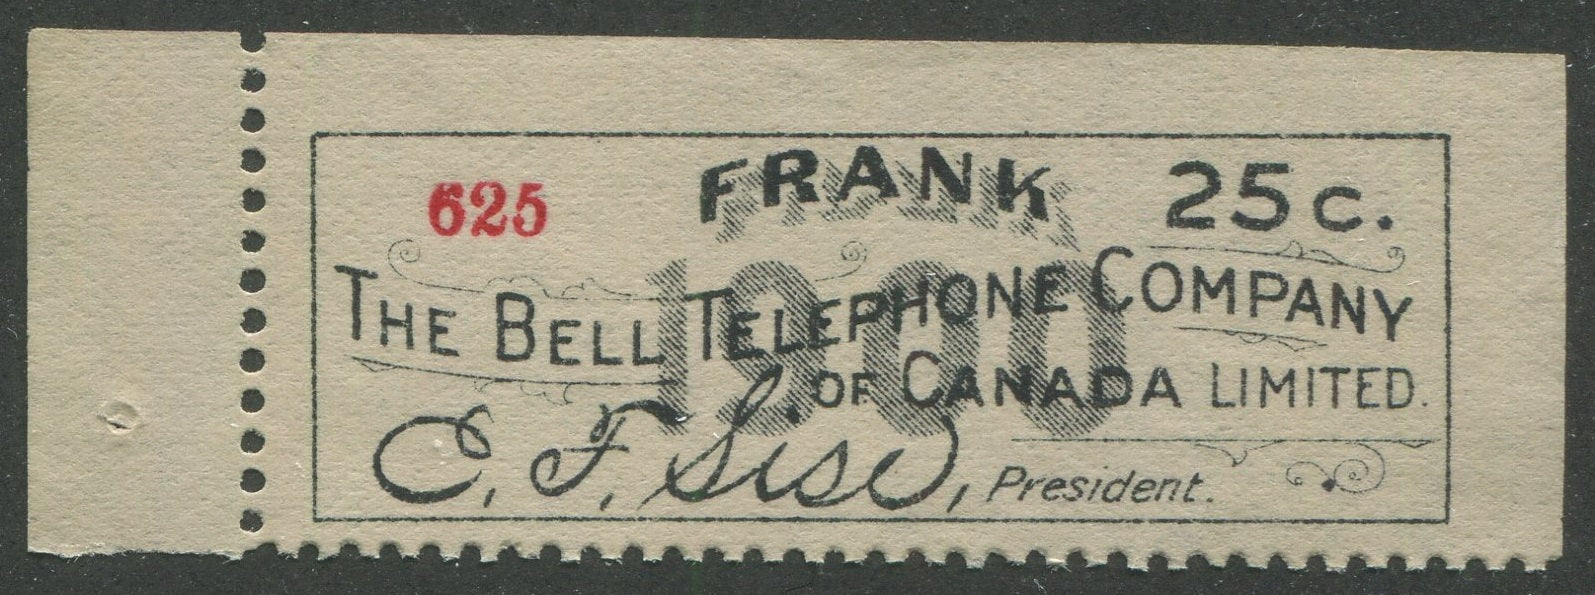 625 FRANK 25c.
1900
THE BELL TELEPHONE COMPANY
OF CANADA LIMITED.
C. F. Sise, President.